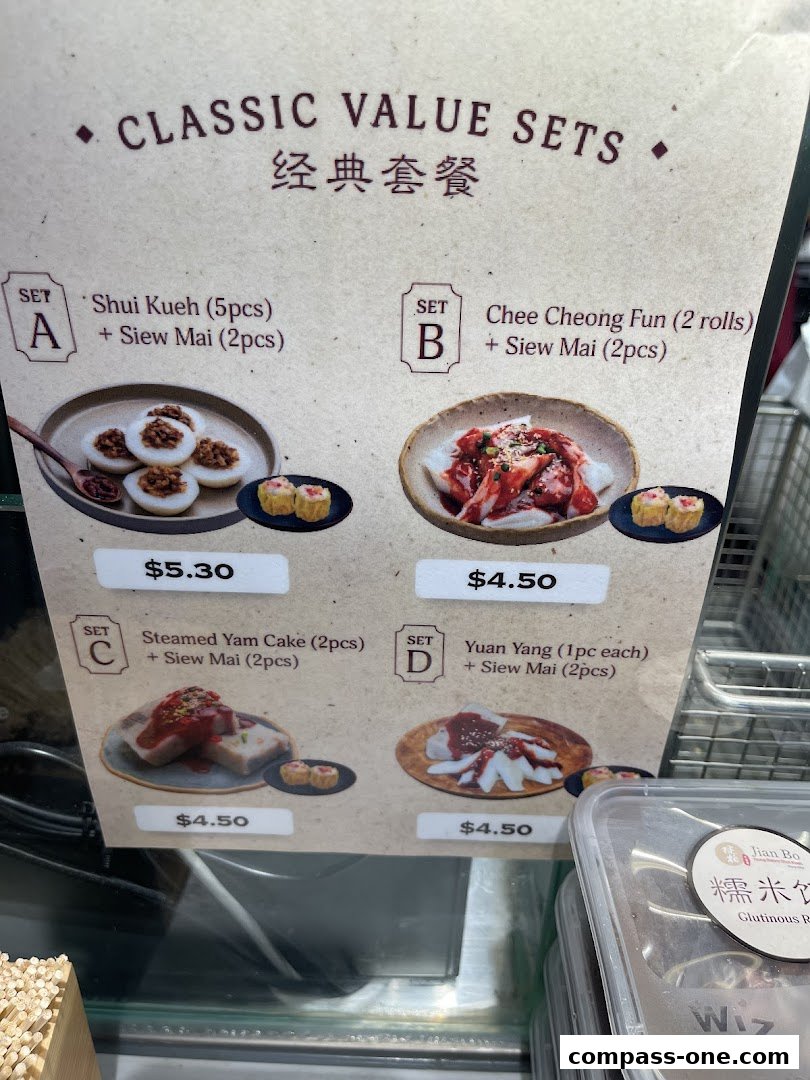 CLASSIC VALUE SETS
经典套餐
SET
A
Shui Kueh (5pcs)
+ Siew Mai (2pcs)
$5.30
SET
B
Chee Cheong Fun (2 rolls)
+ Siew Mai (2pcs)
$4.50
SET
C
Steamed Yam Cake (2pcs)
+ Siew Mai (2pcs)
$4.50
SET
D
Yuan Yang (1pc each)
+ Siew Mai (2pcs)
$4.50
Jian Bo
糯米
Glutinous
Wiz
compass-one.com